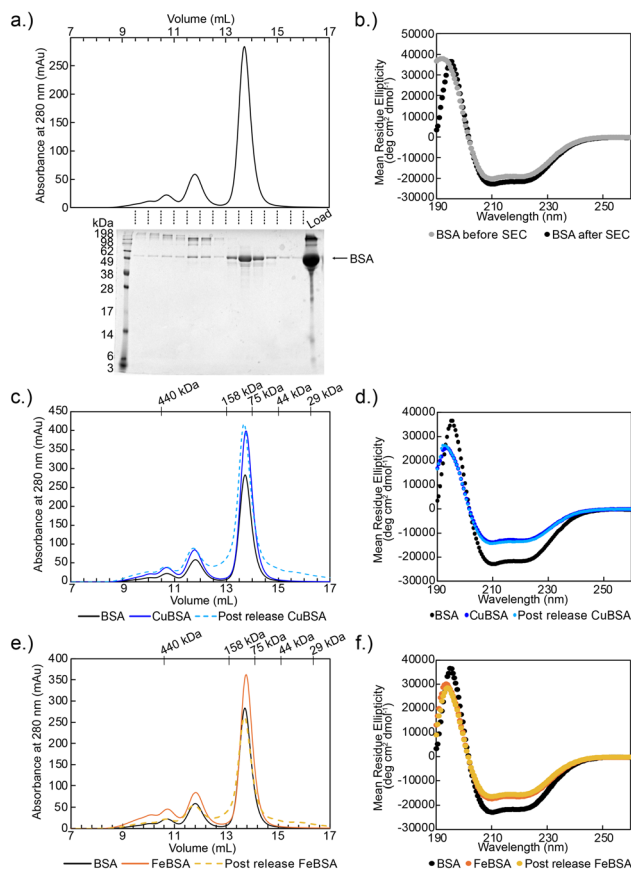 a.)
Volume (mL)
7 9 11 13 15 17
300
250
200
150
100
50
0
Absorbance at 280 nm (mAu)
kDa
198
98
62
49
38
28
17
14
6
3
Load
BSA
b.)
50000
40000
30000
20000
10000
0
-10000
-20000
-30000
Mean Residue Ellipticity
(deg cm² dmol⁻¹)
190 210 230 250
Wavelength (nm)
BSA before SEC BSA after SEC
c.)
440 kDa 158 kDa 75 kDa 44 kDa 29 kDa
450
400
350
300
250
200
150
100
50
0
Absorbance at 280 nm (mAu)
7 9 11 13 15 17
Volume (mL)
BSA CuBSA Post release CuBSA
d.)
40000
30000
20000
10000
0
-10000
-20000
-30000
Mean Residue Ellipticity
(deg cm² dmol⁻¹)
190 210 230 250
Wavelength (nm)
BSA CuBSA Post release CuBSA
e.)
440 kDa 158 kDa 75 kDa 44 kDa 29 kDa
400
350
300
250
200
150
100
50
0
Absorbance at 280 nm (mAu)
7 9 11 13 15 17
Volume (mL)
BSA FeBSA Post release FeBSA
f.)
50000
40000
30000
20000
10000
0
-10000
-20000
-30000
Mean Residue Ellipticity
(deg cm² dmol⁻¹)
190 210 230 250
Wavelength (nm)
BSA FeBSA Post release FeBSA